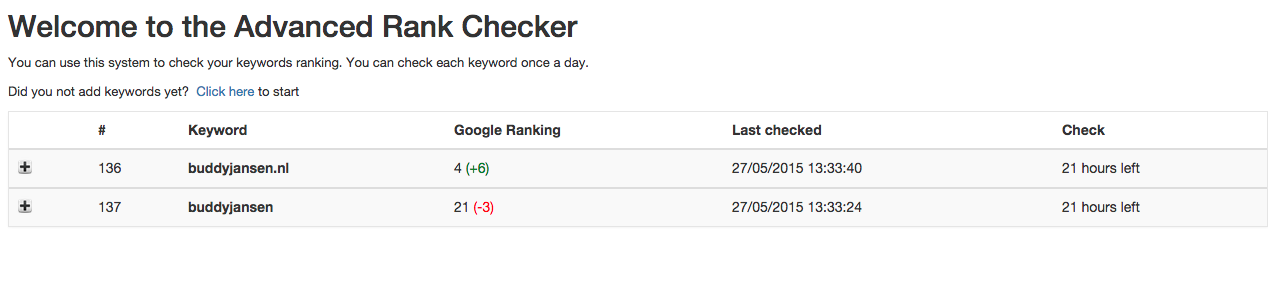 Welcome to the Advanced Rank Checker
You can use this system to check your keywords ranking. You can check each keyword once a day.
Did you not add keywords yet? Click here to start
# Keyword Google Ranking Last checked Check
136 buddyjansen.nl 4 (+6) 27/05/2015 13:33:40 21 hours left
137 buddyjansen 21 (-3) 27/05/2015 13:33:24 21 hours left